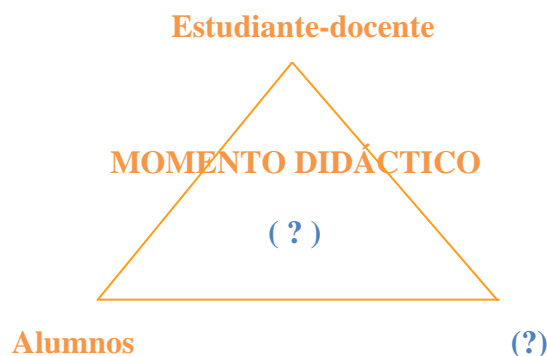 Estudiante-docente
MOMENTO DIDÁCTICO
( ? )
Alumnos (?)